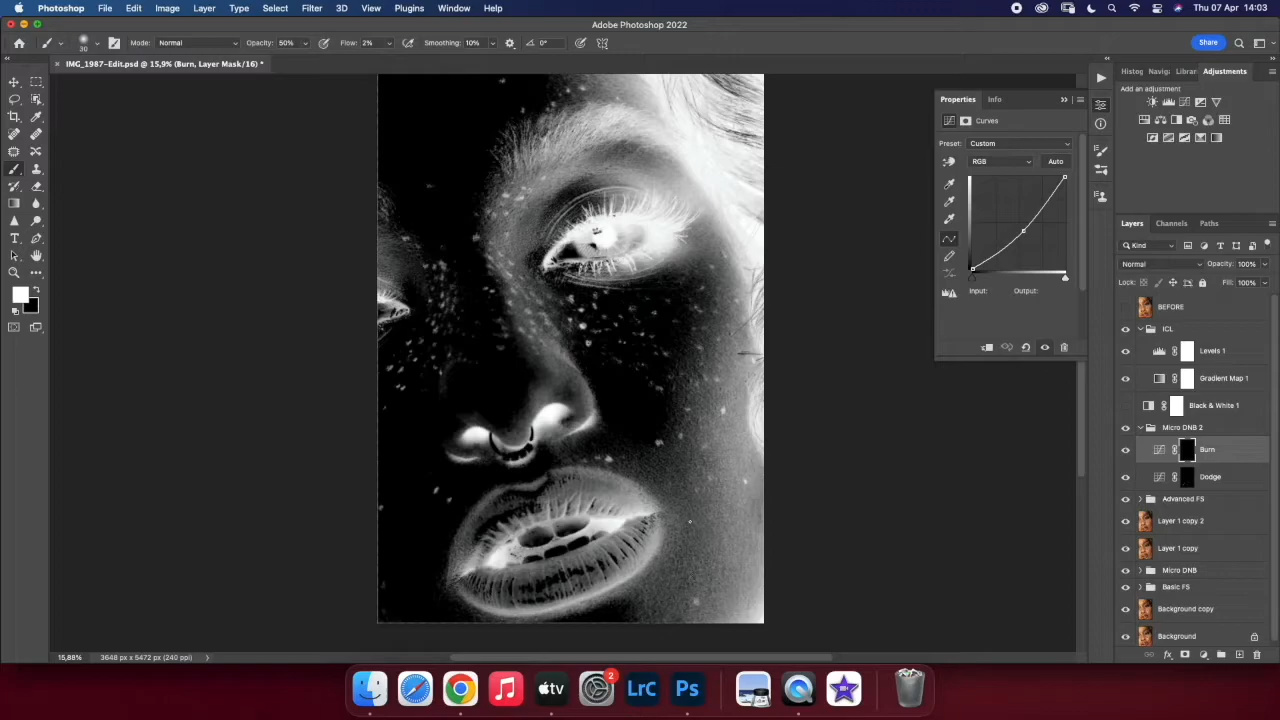 Photoshop File Edit Image Layer Type Select Filter 3D View Plugins Window Help Thu 07 Apr 14:03
Adobe Photoshop 2022
30 Mode: Normal Opacity: 50% Flow: 2% Smoothing: 10% 0° Share
IMG_1987-Edit.psd @ 15,9% (Burn, Layer Mask/16) *
Histog Naviga Librar Adjustments
Add an adjustment
Properties Info
Curves
Preset: Custom
RGB Auto
Input: Output:
Layers Channels Paths
Kind
Normal Opacity: 100%
Lock: Fill: 100%
BEFORE
ICL
Levels 1
Gradient Map 1
Black & White 1
Micro DNB 2
Burn
Dodge
Advanced FS
Layer 1 copy 2
Layer 1 copy
Micro DNB
Basic FS
Background copy
Background
15,88% 3648 px x 5472 px (240 ppi)
tv
2
LrC
Ps